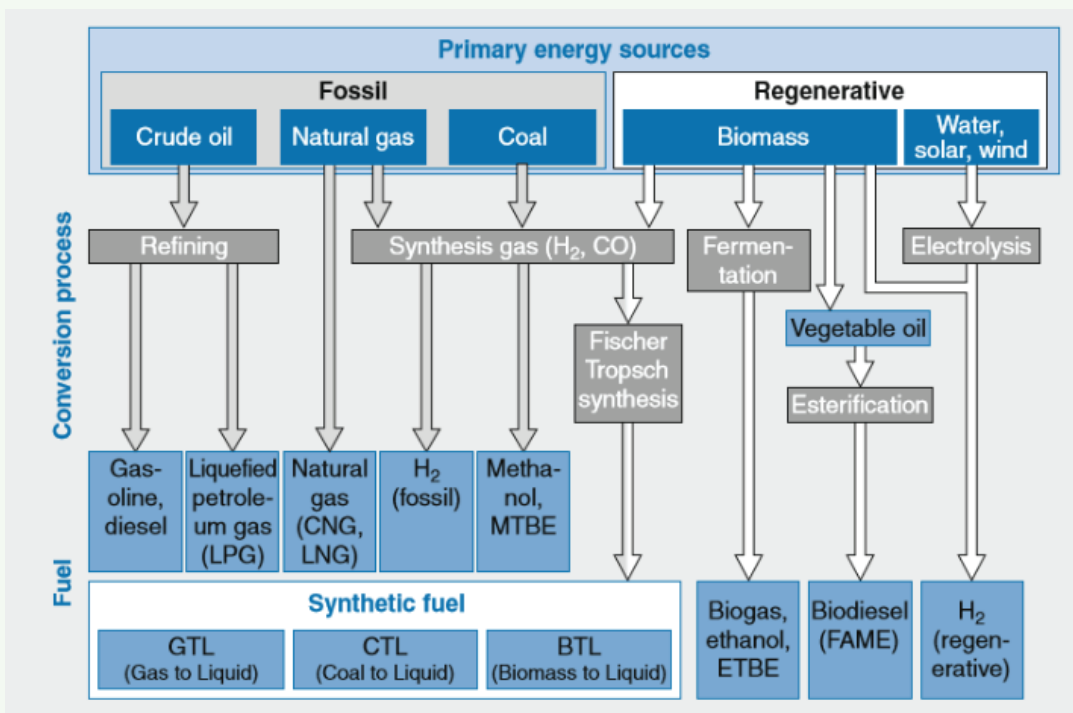 Primary energy sources
Fossil
Regenerative
Crude oil
Natural gas
Coal
Biomass
Water,
solar, wind
Conversion process
Refining
Synthesis gas (H₂, CO)
Fermen-
tation
Electrolysis
Vegetable oil
Fischer
Tropsch
synthesis
Esterification
Fuel
Gas-
oline,
diesel
Liquefied
petrole-
um gas
(LPG)
Natural
gas
(CNG,
LNG)
H₂
(fossil)
Metha-
nol,
MTBE
Synthetic fuel
GTL
(Gas to Liquid)
CTL
(Coal to Liquid)
BTL
(Biomass to Liquid)
Biogas,
ethanol,
ETBE
Biodiesel
(FAME)
H₂
(regen-
erative)